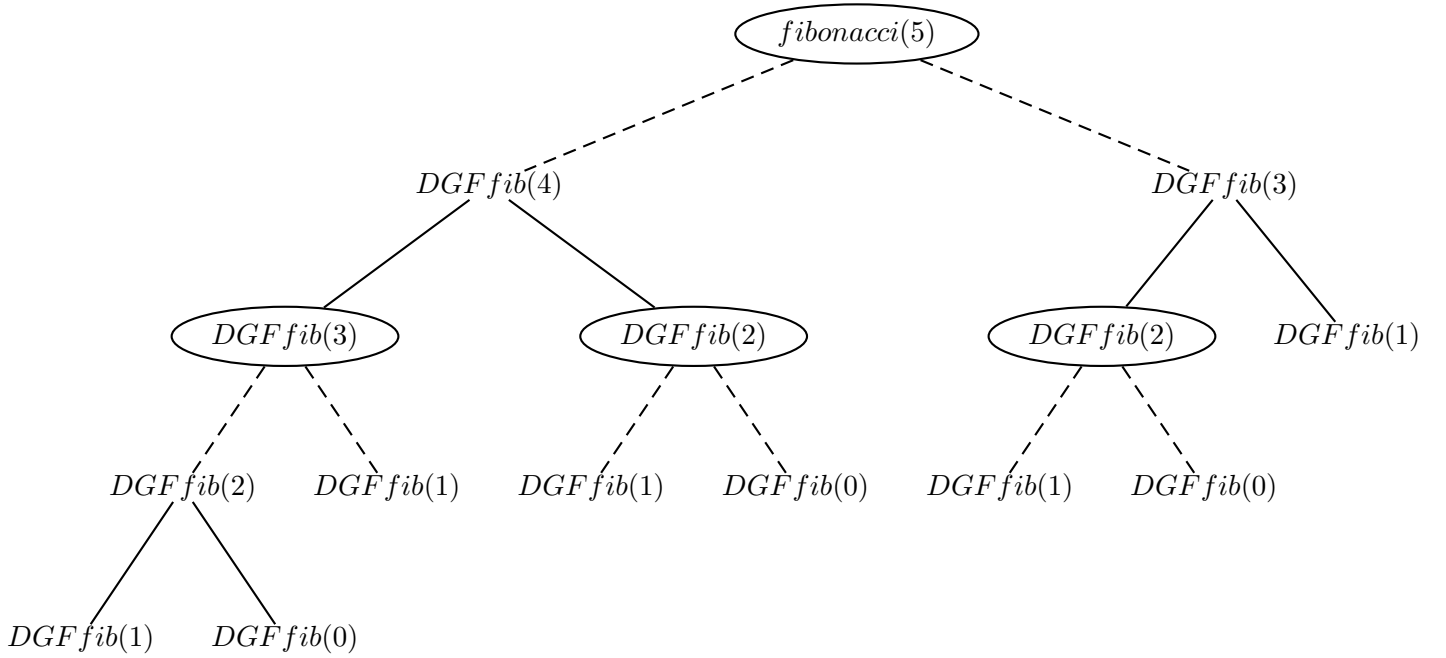 fibonacci(5)
DGFfib(4) DGFfib(3)
DGFfib(3) DGFfib(2) DGFfib(2) DGFfib(1)
DGFfib(2) DGFfib(1) DGFfib(1) DGFfib(0) DGFfib(1) DGFfib(0)
DGFfib(1) DGFfib(0)